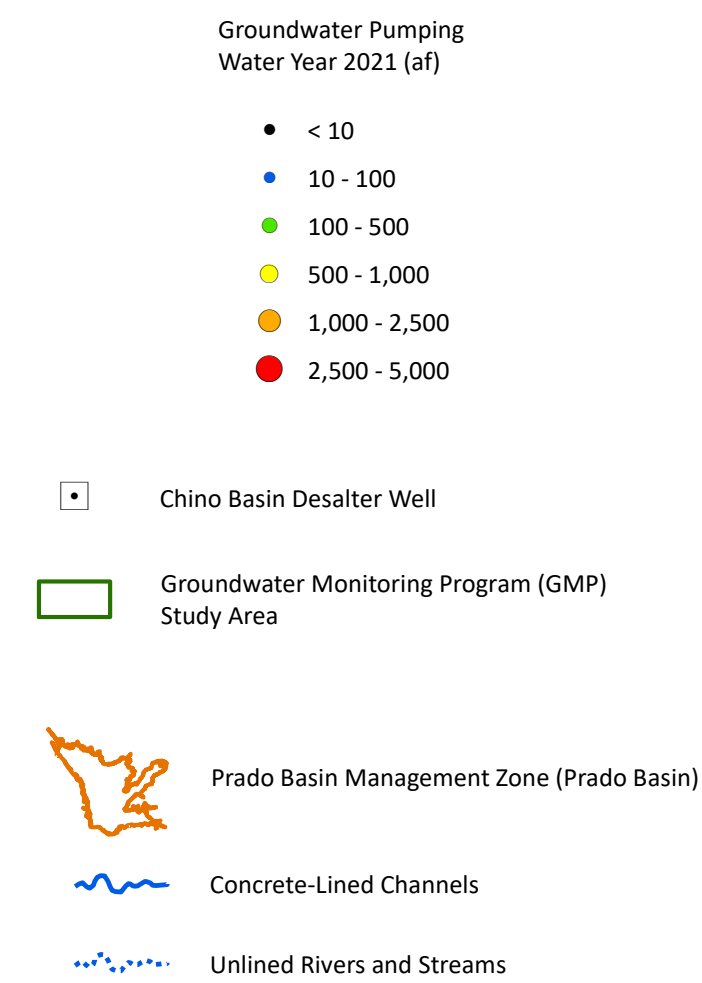 Groundwater Pumping
Water Year 2021 (af)
< 10
10 - 100
100 - 500
500 - 1,000
1,000 - 2,500
2,500 - 5,000
Chino Basin Desalter Well
Groundwater Monitoring Program (GMP)
Study Area
Prado Basin Management Zone (Prado Basin)
Concrete-Lined Channels
Unlined Rivers and Streams